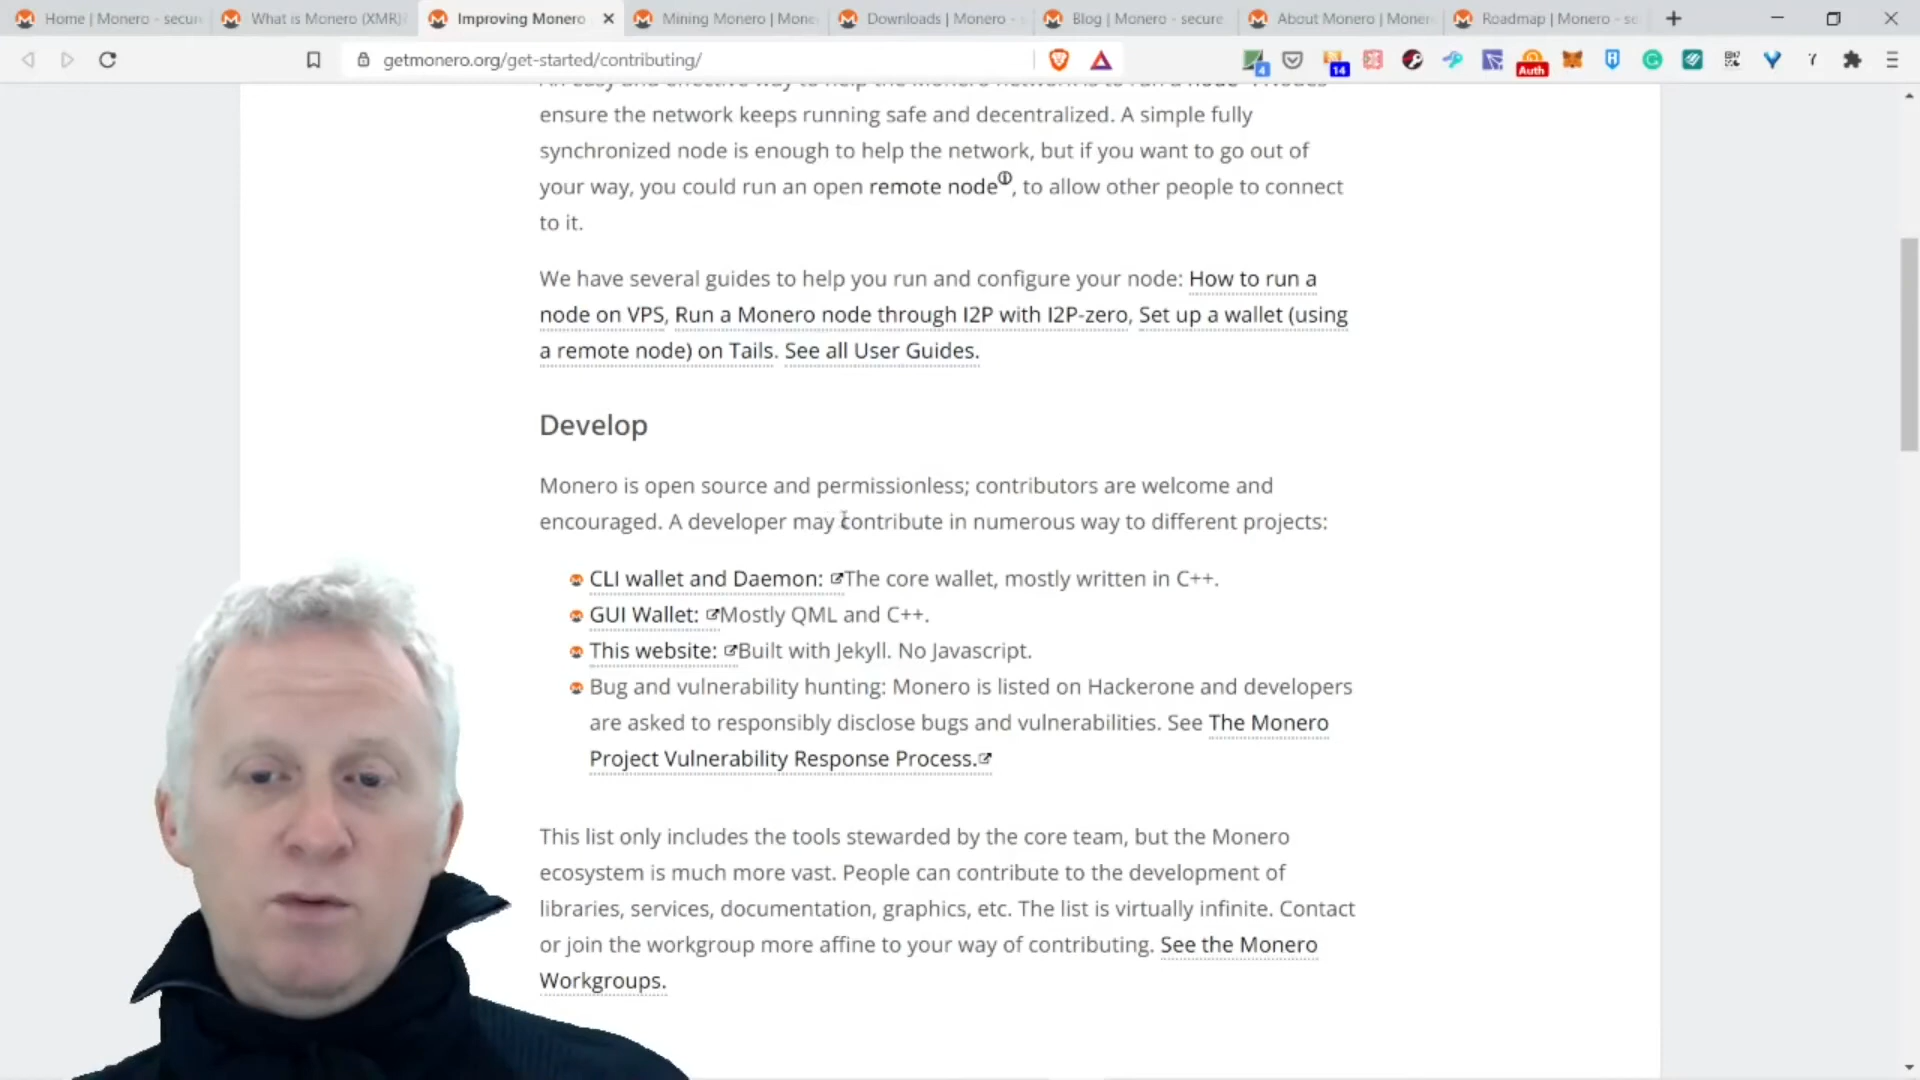 Home | Monero - secur
What is Monero (XMR)
Improving Monero
Mining Monero | Mone
Downloads | Monero -
Blog | Monero - secure
About Monero | Moner
Roadmap | Monero - se
getmonero.org/get-started/contributing/
4
14
Auth
ensure the network keeps running safe and decentralized. A simple fully
synchronized node is enough to help the network, but if you want to go out of
your way, you could run an open remote node, to allow other people to connect
to it.
We have several guides to help you run and configure your node: How to run a
node on VPS, Run a Monero node through I2P with I2P-zero, Set up a wallet (using
a remote node) on Tails. See all User Guides.
Develop
Monero is open source and permissionless; contributors are welcome and
encouraged. A developer may contribute in numerous way to different projects:
CLI wallet and Daemon: The core wallet, mostly written in C++.
GUI Wallet: Mostly QML and C++.
This website: Built with Jekyll. No Javascript.
Bug and vulnerability hunting: Monero is listed on Hackerone and developers
are asked to responsibly disclose bugs and vulnerabilities. See The Monero
Project Vulnerability Response Process.
This list only includes the tools stewarded by the core team, but the Monero
ecosystem is much more vast. People can contribute to the development of
libraries, services, documentation, graphics, etc. The list is virtually infinite. Contact
or join the workgroup more affine to your way of contributing. See the Monero
Workgroups.